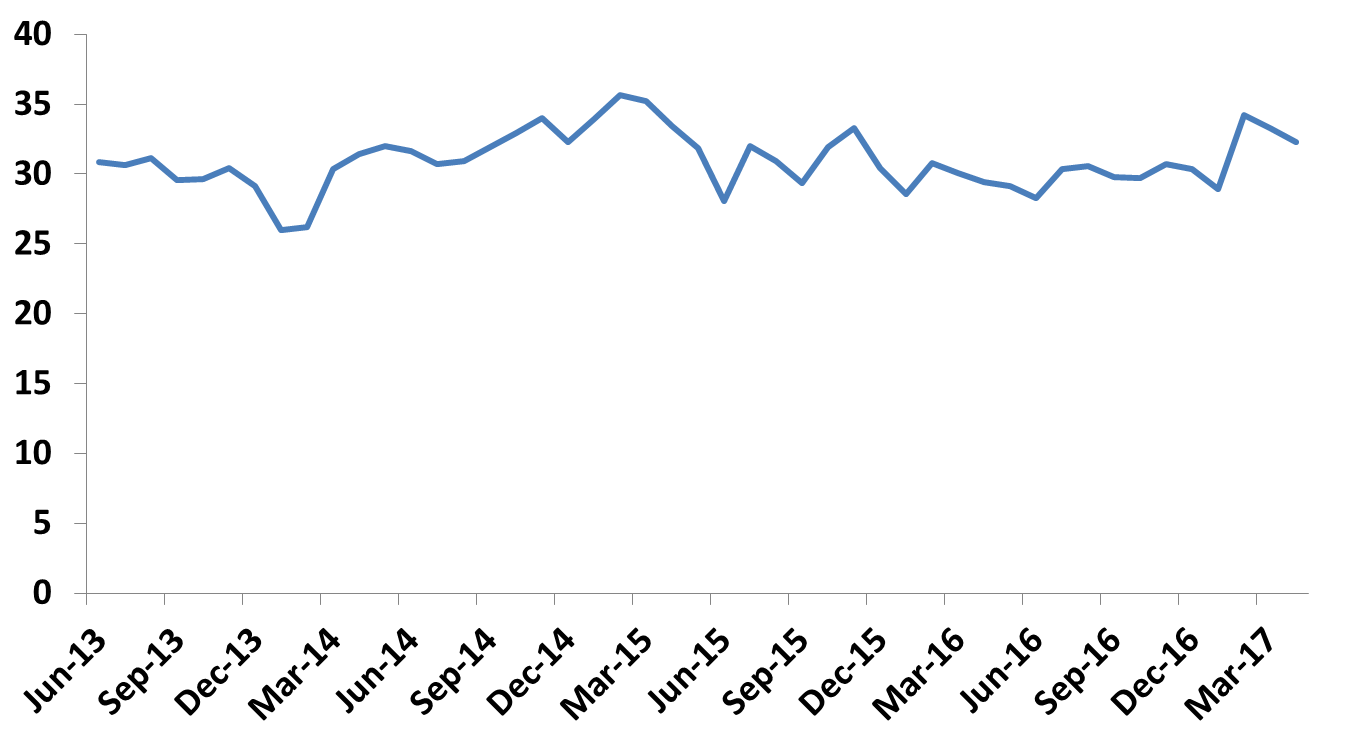 40
35
30
25
20
15
10
5
0
Jun-13
Sep-13
Dec-13
Mar-14
Jun-14
Sep-14
Dec-14
Mar-15
Jun-15
Sep-15
Dec-15
Mar-16
Jun-16
Sep-16
Dec-16
Mar-17